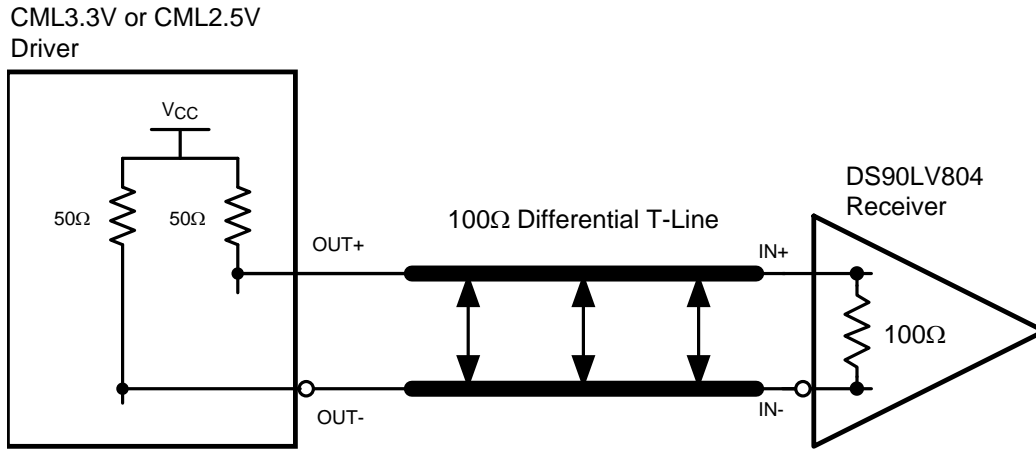 CML3.3V or CML2.5V
Driver
VCC
50Ω
50Ω
OUT+
100Ω Differential T-Line
IN+
DS90LV804
Receiver
100Ω
OUT-
IN-